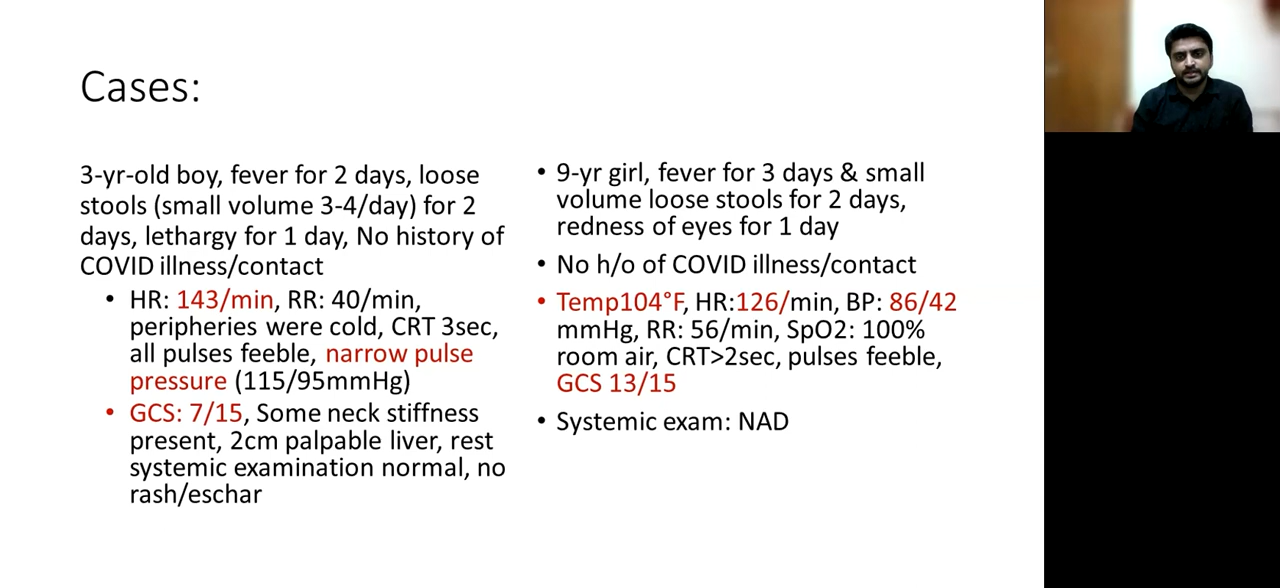 Cases:
3-yr-old boy, fever for 2 days, loose
stools (small volume 3-4/day) for 2
days, lethargy for 1 day, No history of
COVID illness/contact
• HR: 143/min, RR: 40/min,
peripheries were cold, CRT 3sec,
all pulses feeble, narrow pulse
pressure (115/95mmHg)
• GCS: 7/15, Some neck stiffness
present, 2cm palpable liver, rest
systemic examination normal, no
rash/eschar
• 9-yr girl, fever for 3 days & small
volume loose stools for 2 days,
redness of eyes for 1 day
• No h/o of COVID illness/contact
• Temp104°F, HR:126/min, BP: 86/42
mmHg, RR: 56/min, SpO2: 100%
room air, CRT>2sec, pulses feeble,
GCS 13/15
• Systemic exam: NAD